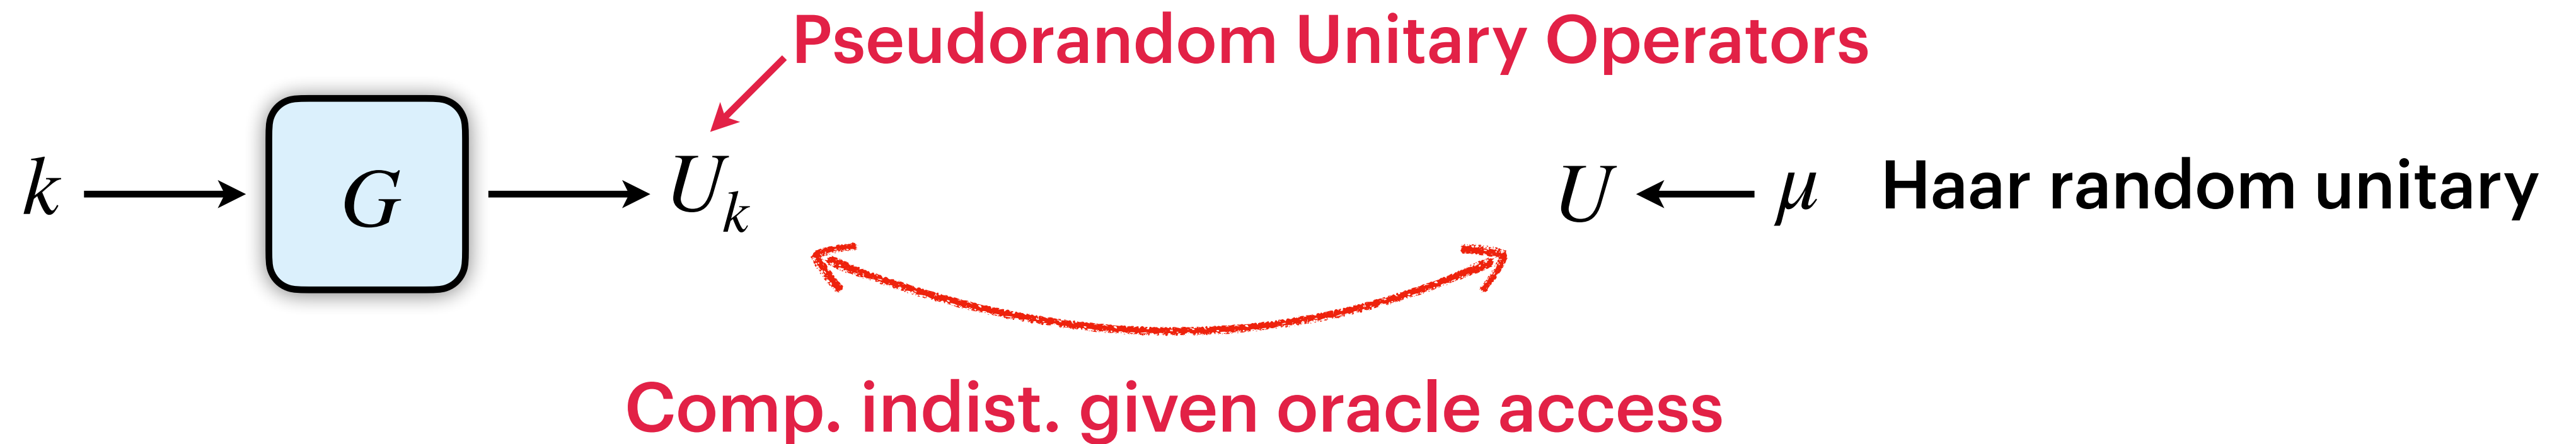 Pseudorandom Unitary Operators
k G U_k U μ Haar random unitary
Comp. indist. given oracle access